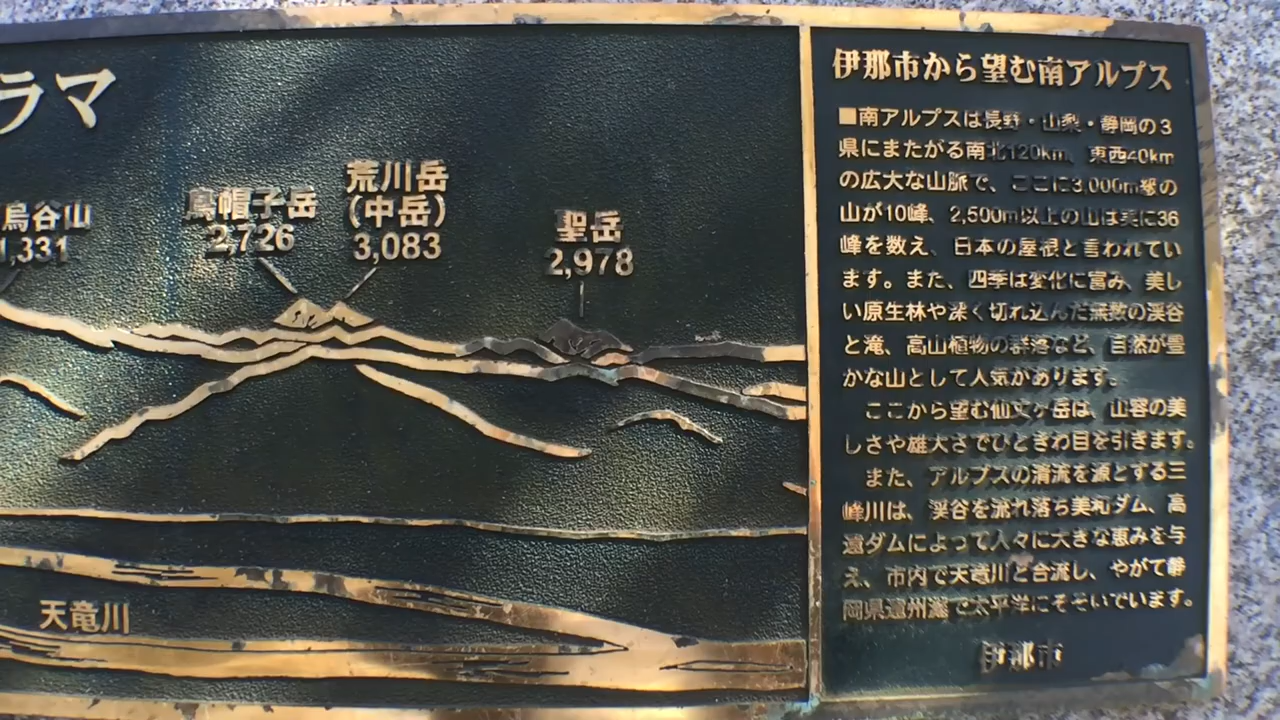 ラマ
烏谷山
1,331
烏帽子岳
2,726
荒川岳
(中岳)
3,083
聖岳
2,978
天竜川
伊那市から望む南アルプス
■南アルプスは長野・山梨・静岡の3
県にまたがる南北120km、東西40km
の広大な山脈で、ここに3,000m級の
山が10峰、2,500m以上の山は実に36
峰を数え、日本の屋根と言われてい
ます。また、四季は変化に富み、美し
い原生林や深く切れ込んだ無数の渓谷
と滝、高山植物の群落など、自然が豊
かな山として人気があります。
ここから望む仙丈ヶ岳は、山容の美
しさや雄大さでひときわ目を引きます。
また、アルプスの清流を源とする三
峰川は、渓谷を流れ落ち美和ダム、高
遠ダムによって人々に大きな恵みを与
え、市内で天竜川と合流し、やがて静
岡県遠州灘で太平洋にそそいでいます。
伊那市